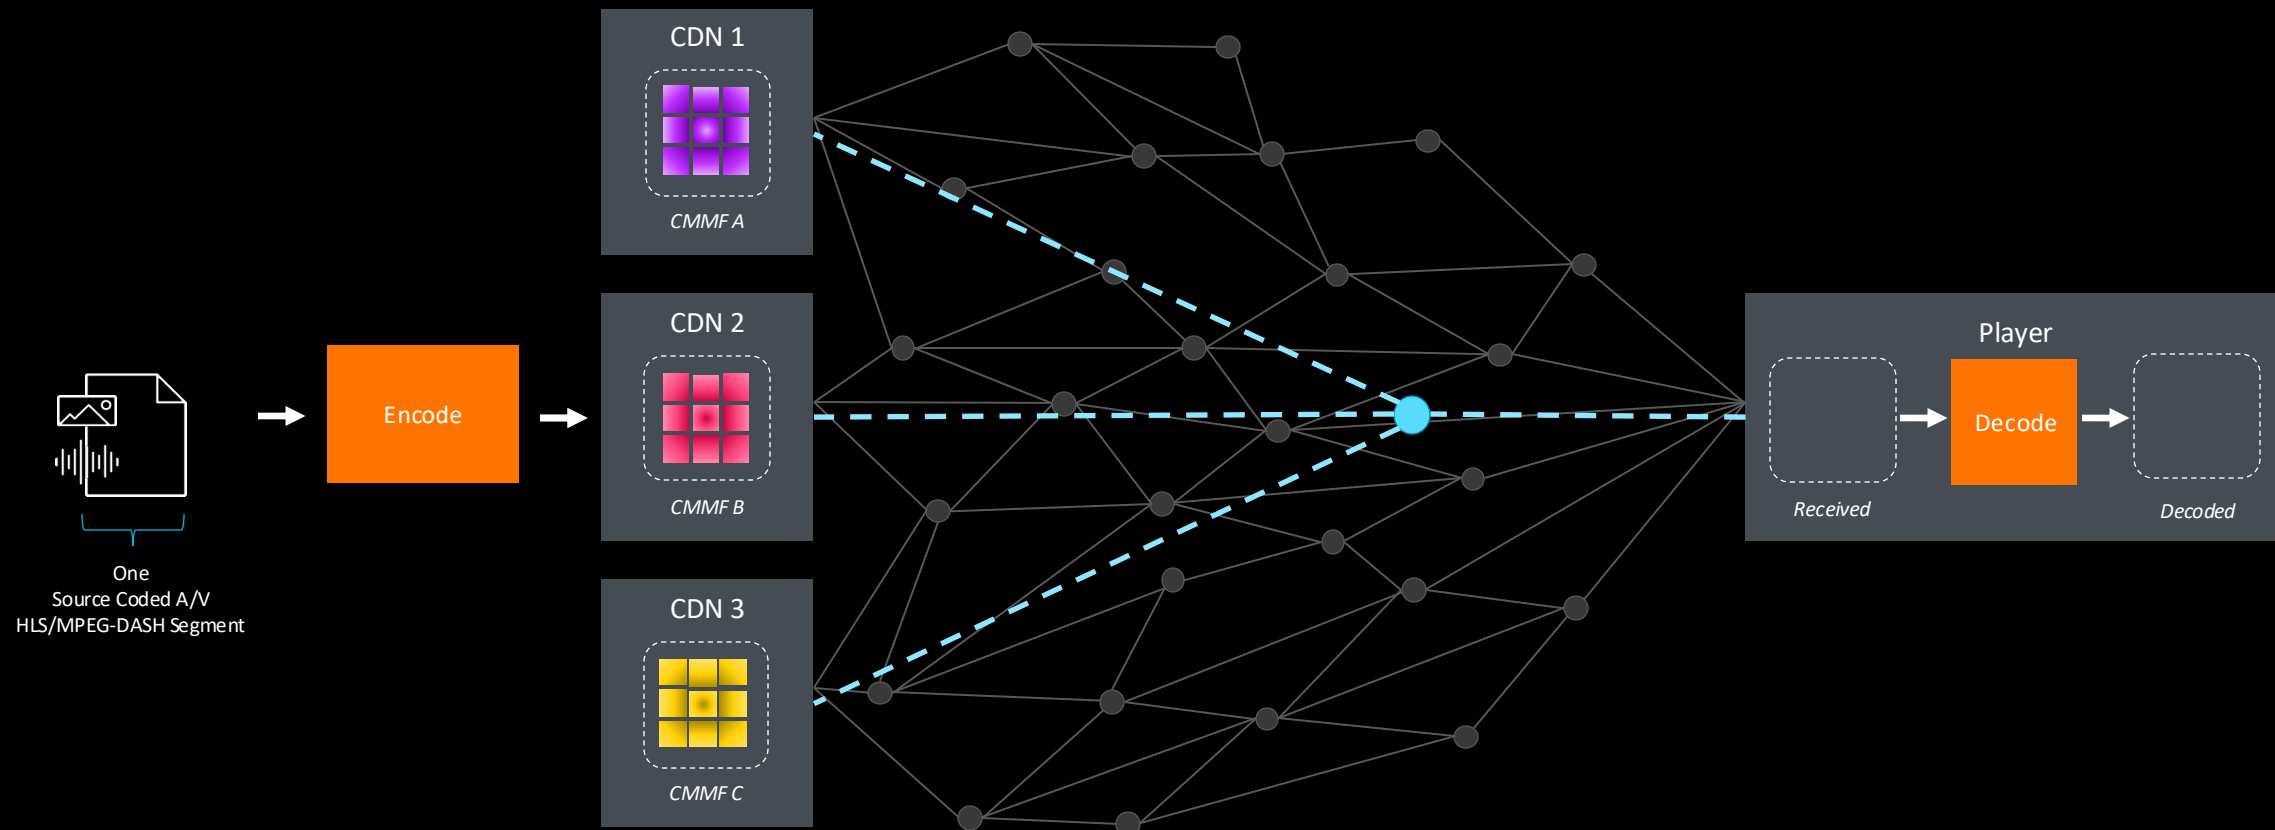 CDN 1
CMMF A
CDN 2
CMMF B
CDN 3
CMMF C
Encode
One
Source Coded A/V
HLS/MPEG-DASH Segment
Player
Decode
Received
Decoded